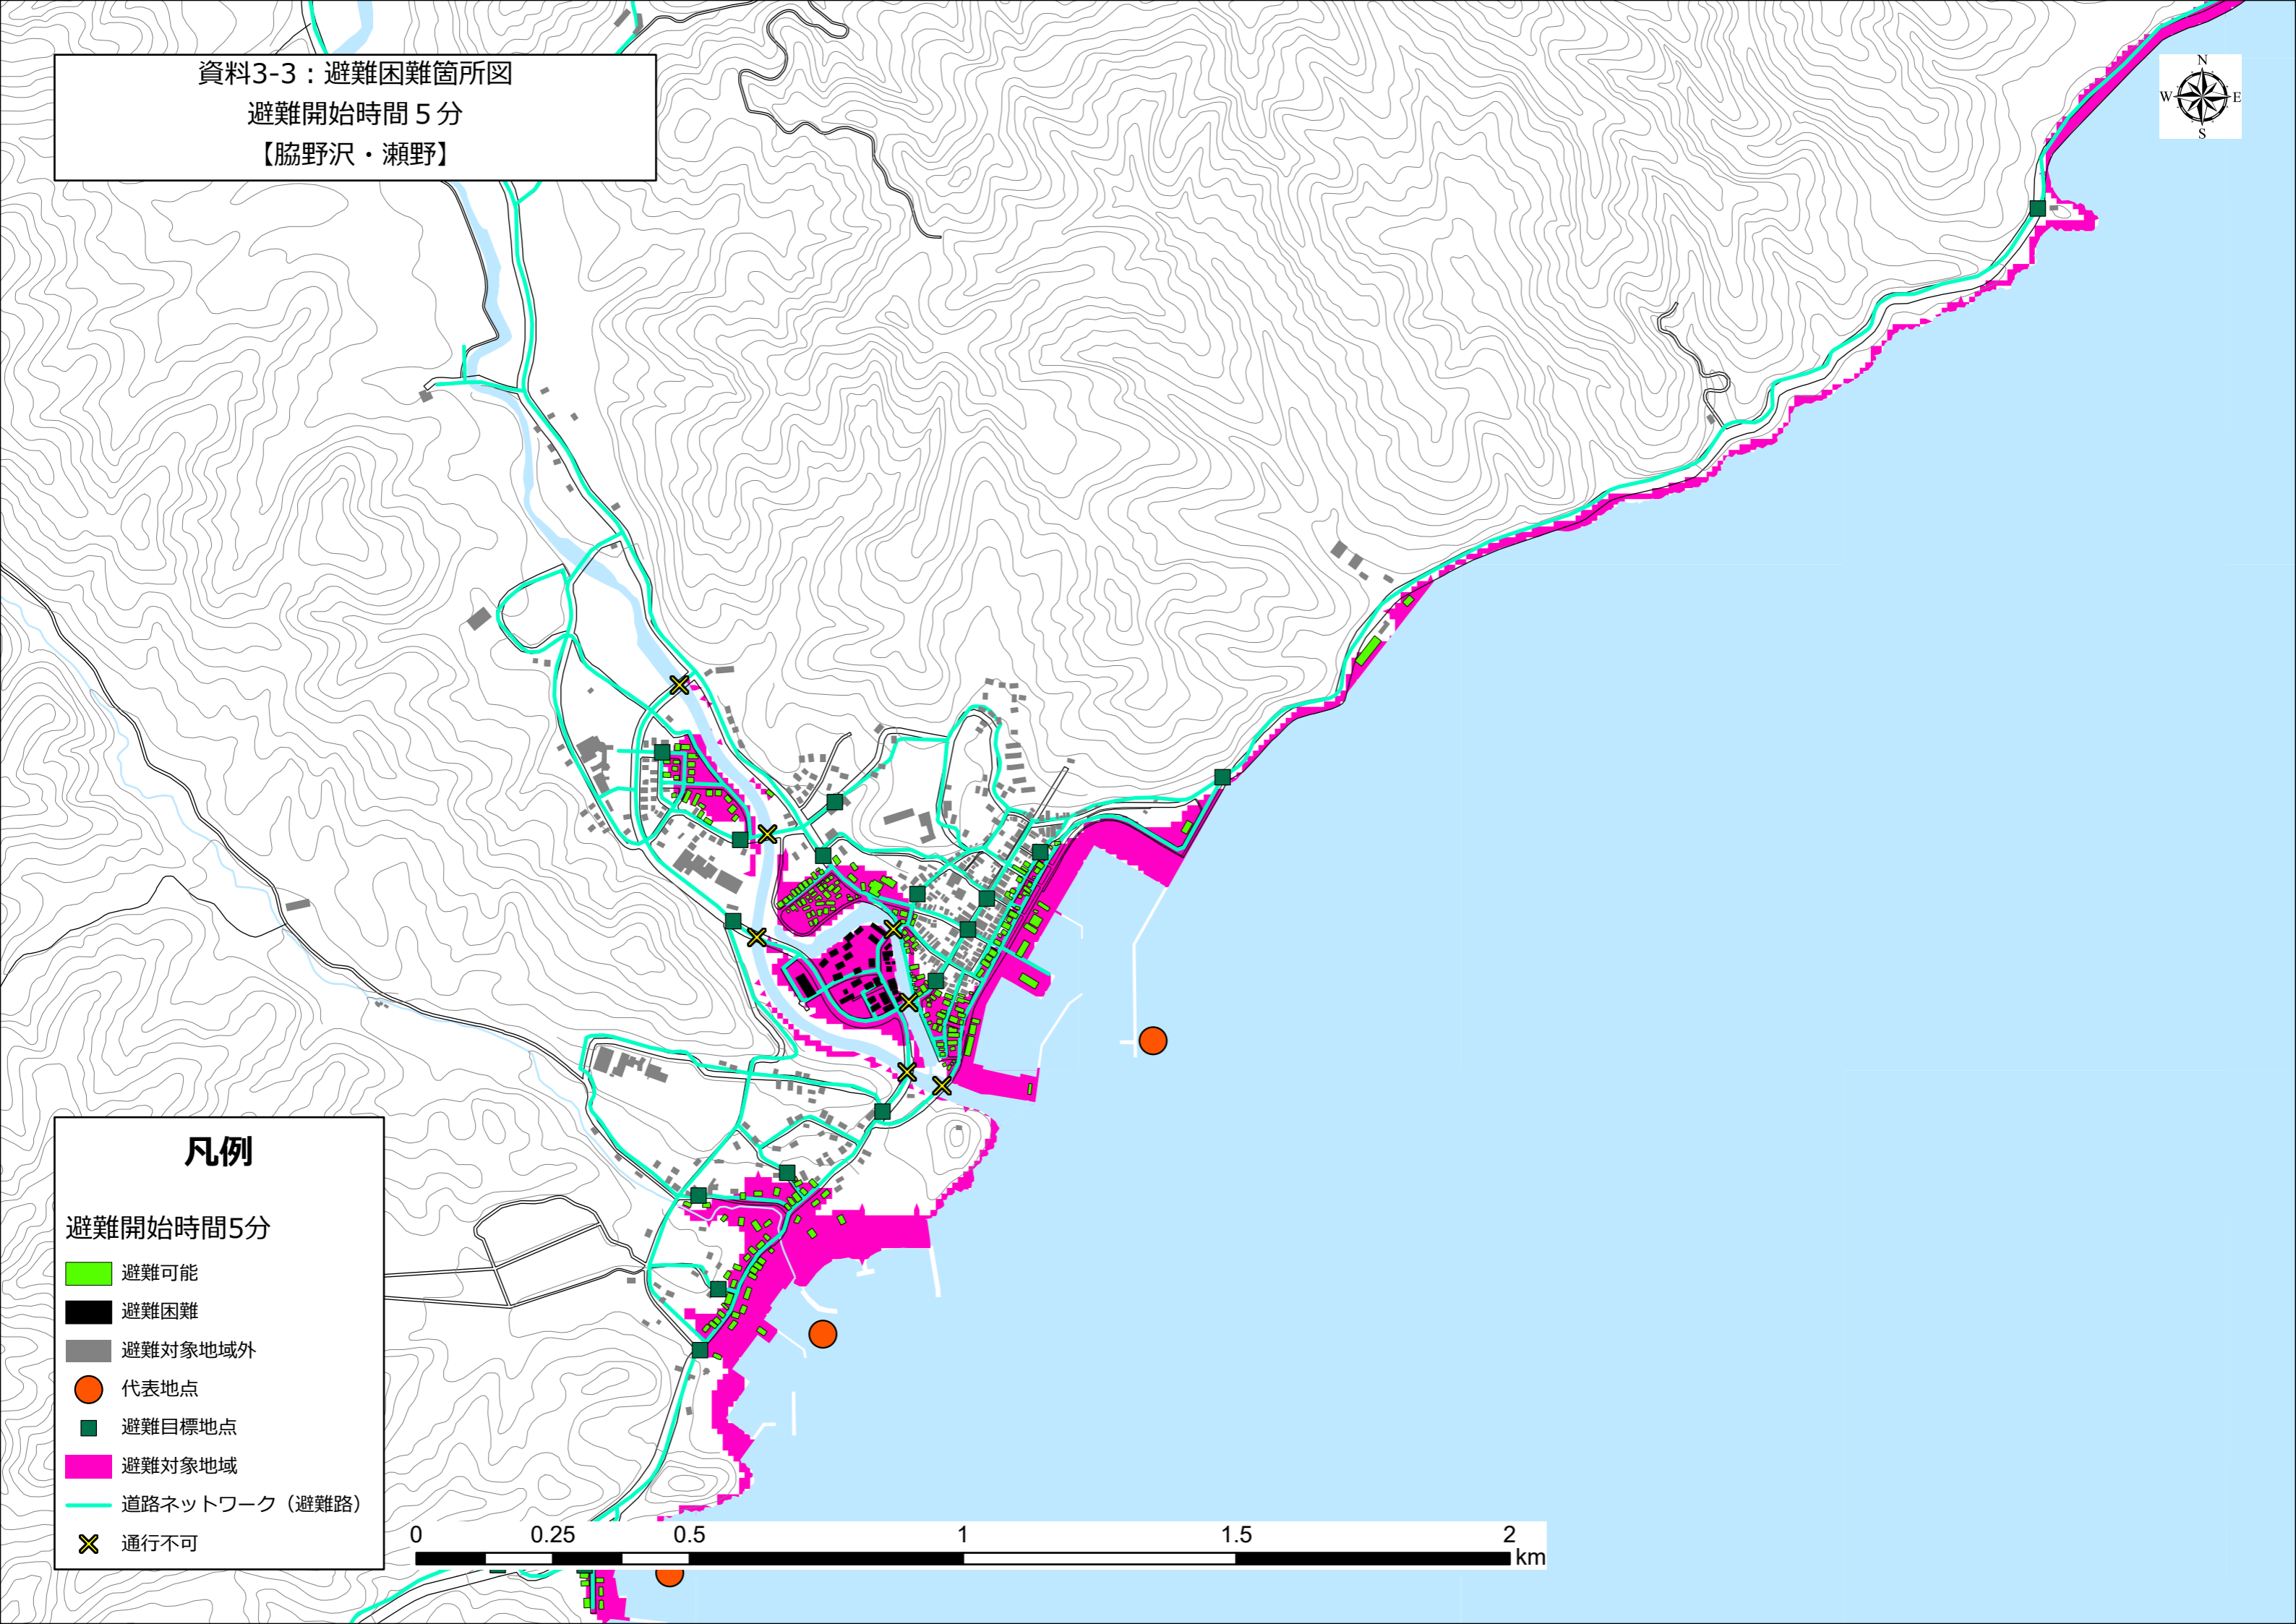 資料3-3：避難困難箇所図
避難開始時間５分
【脇野沢・瀬野】
N
W
E
S
凡例
避難開始時間5分
避難可能
避難困難
避難対象地域外
代表地点
避難目標地点
避難対象地域
道路ネットワーク（避難路）
通行不可
0 0.25 0.5 1 1.5 2
km